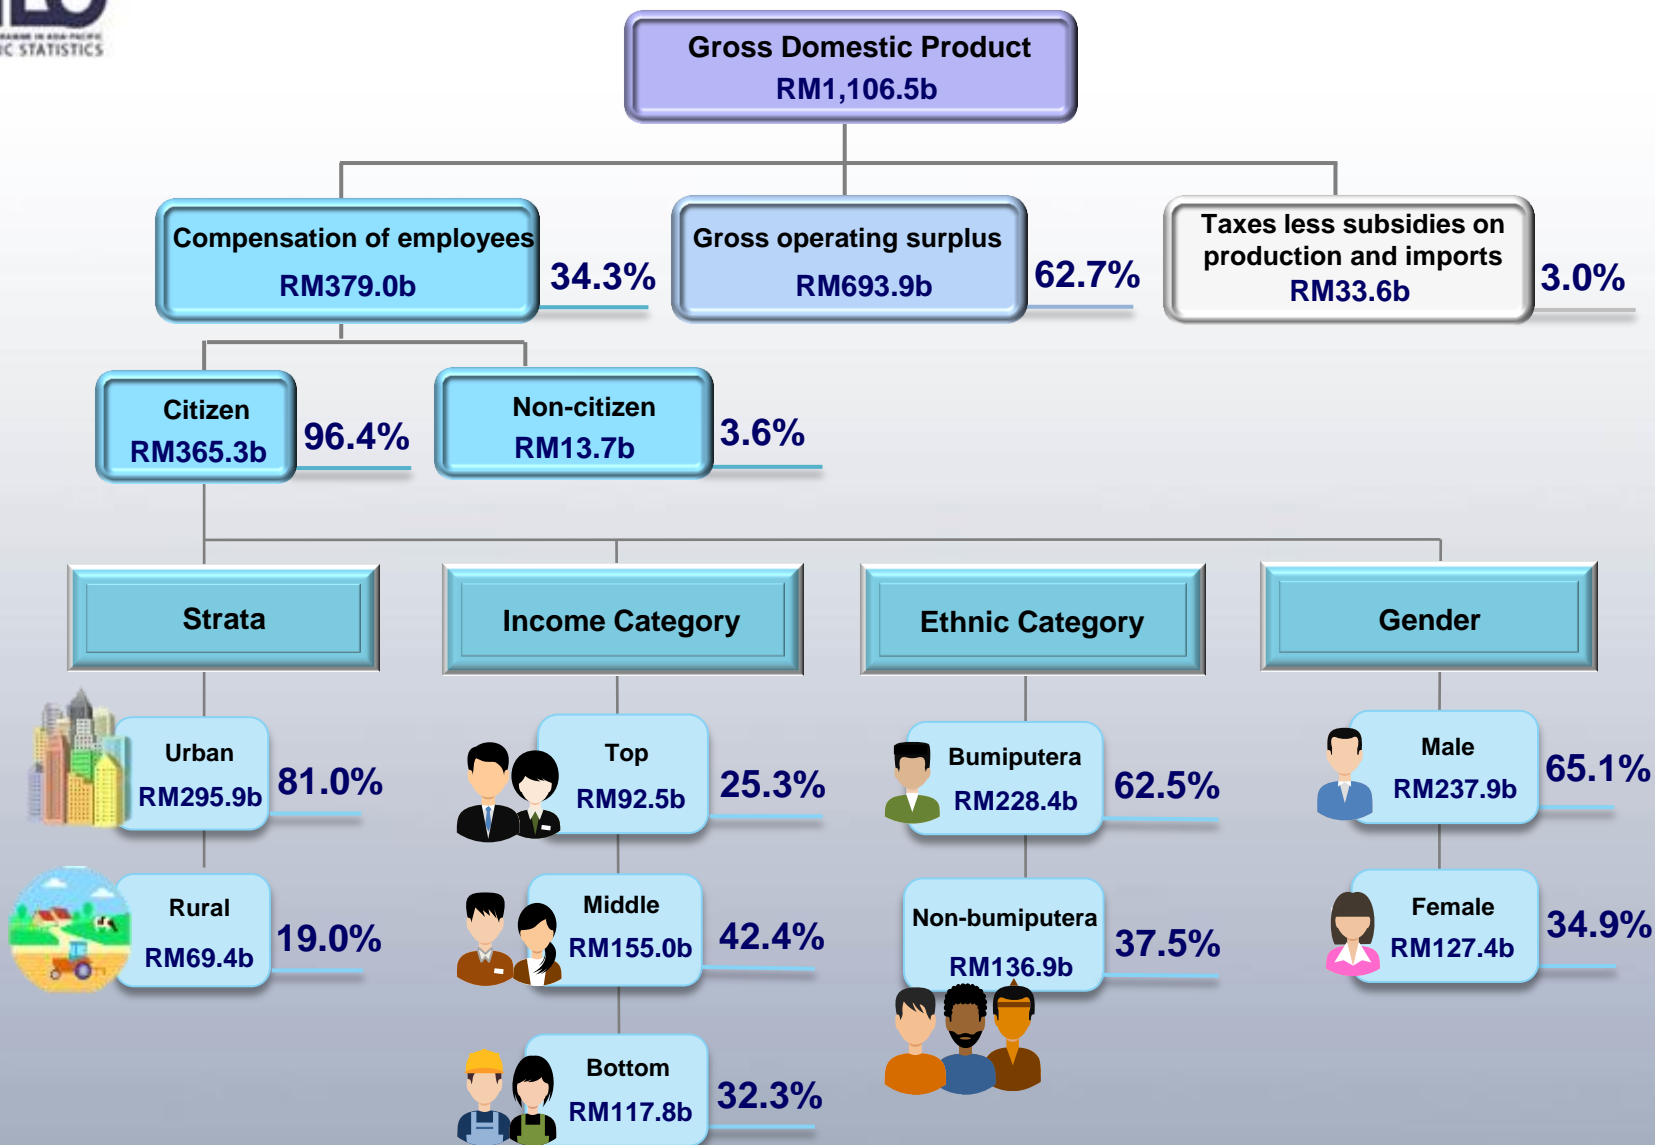 IC STATISTICS
Gross Domestic Product
RM1,106.5b
Compensation of employees
RM379.0b
34.3%
Gross operating surplus
RM693.9b
62.7%
Taxes less subsidies on
production and imports
RM33.6b
3.0%
Citizen
RM365.3b
96.4%
Non-citizen
RM13.7b
3.6%
Strata
Income Category
Ethnic Category
Gender
Urban
RM295.9b
81.0%
Rural
RM69.4b
19.0%
Top
RM92.5b
25.3%
Middle
RM155.0b
42.4%
Bottom
RM117.8b
32.3%
Bumiputera
RM228.4b
62.5%
Non-bumiputera
RM136.9b
37.5%
Male
RM237.9b
65.1%
Female
RM127.4b
34.9%